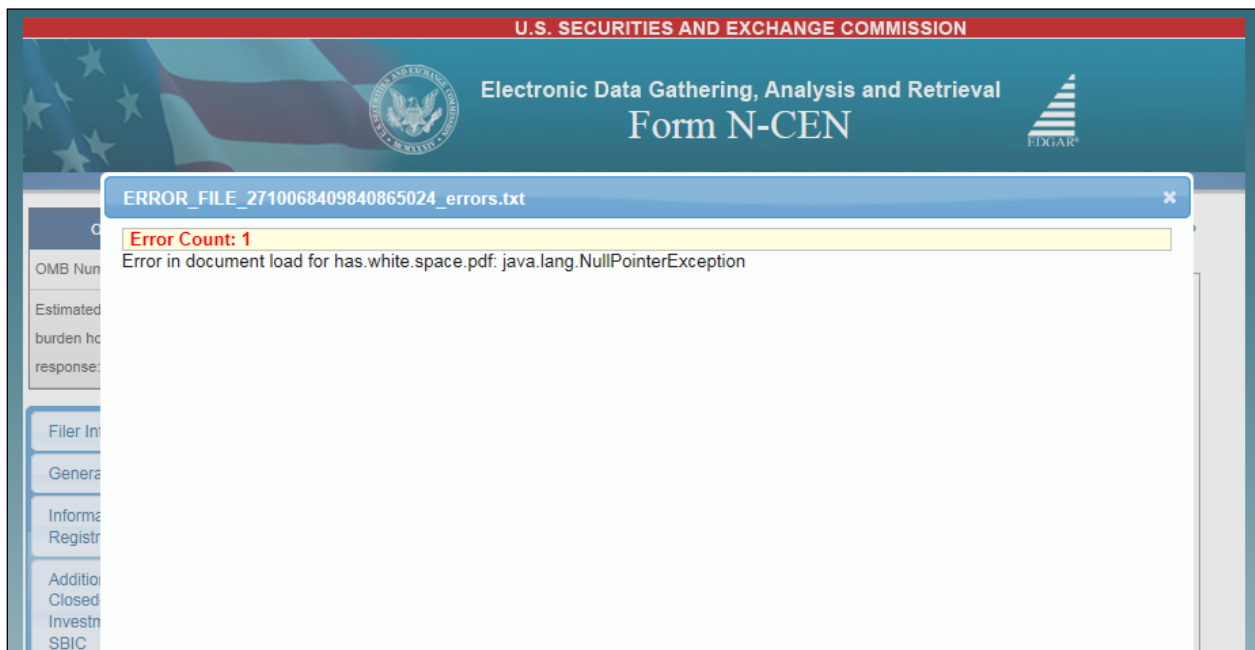 U.S. SECURITIES AND EXCHANGE COMMISSION
Electronic Data Gathering, Analysis and Retrieval
Form N-CEN
EDGAR®
ERROR_FILE_2710068409840865024_errors.txt
Error Count: 1
Error in document load for has.white.space.pdf: java.lang.NullPointerException
OMB Num
Estimated
burden ho
response:
Filer In
Genera
Informa
Registr
Additio
Closed
Investm
SBIC